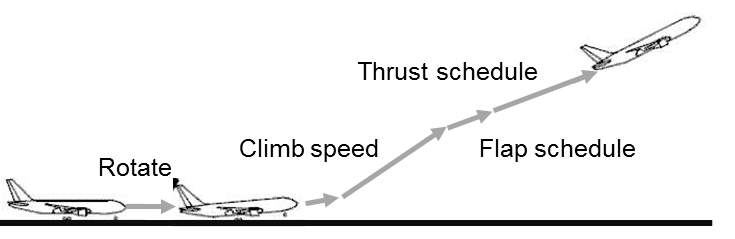 Thrust schedule
Climb speed
Flap schedule
Rotate